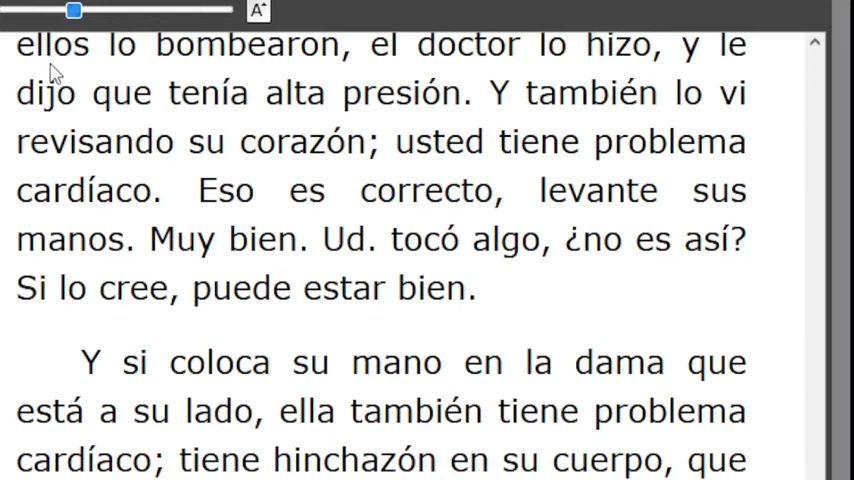 A
ellos lo bombearon, el doctor lo hizo, y le
dijo que tenía alta presión. Y también lo vi
revisando su corazón; usted tiene problema
cardíaco. Eso es correcto, levante sus
manos. Muy bien. Ud. tocó algo, ¿no es así?
Si lo cree, puede estar bien.
Y si coloca su mano en la dama que
está a su lado, ella también tiene problema
cardíaco; tiene hinchazón en su cuerpo, que